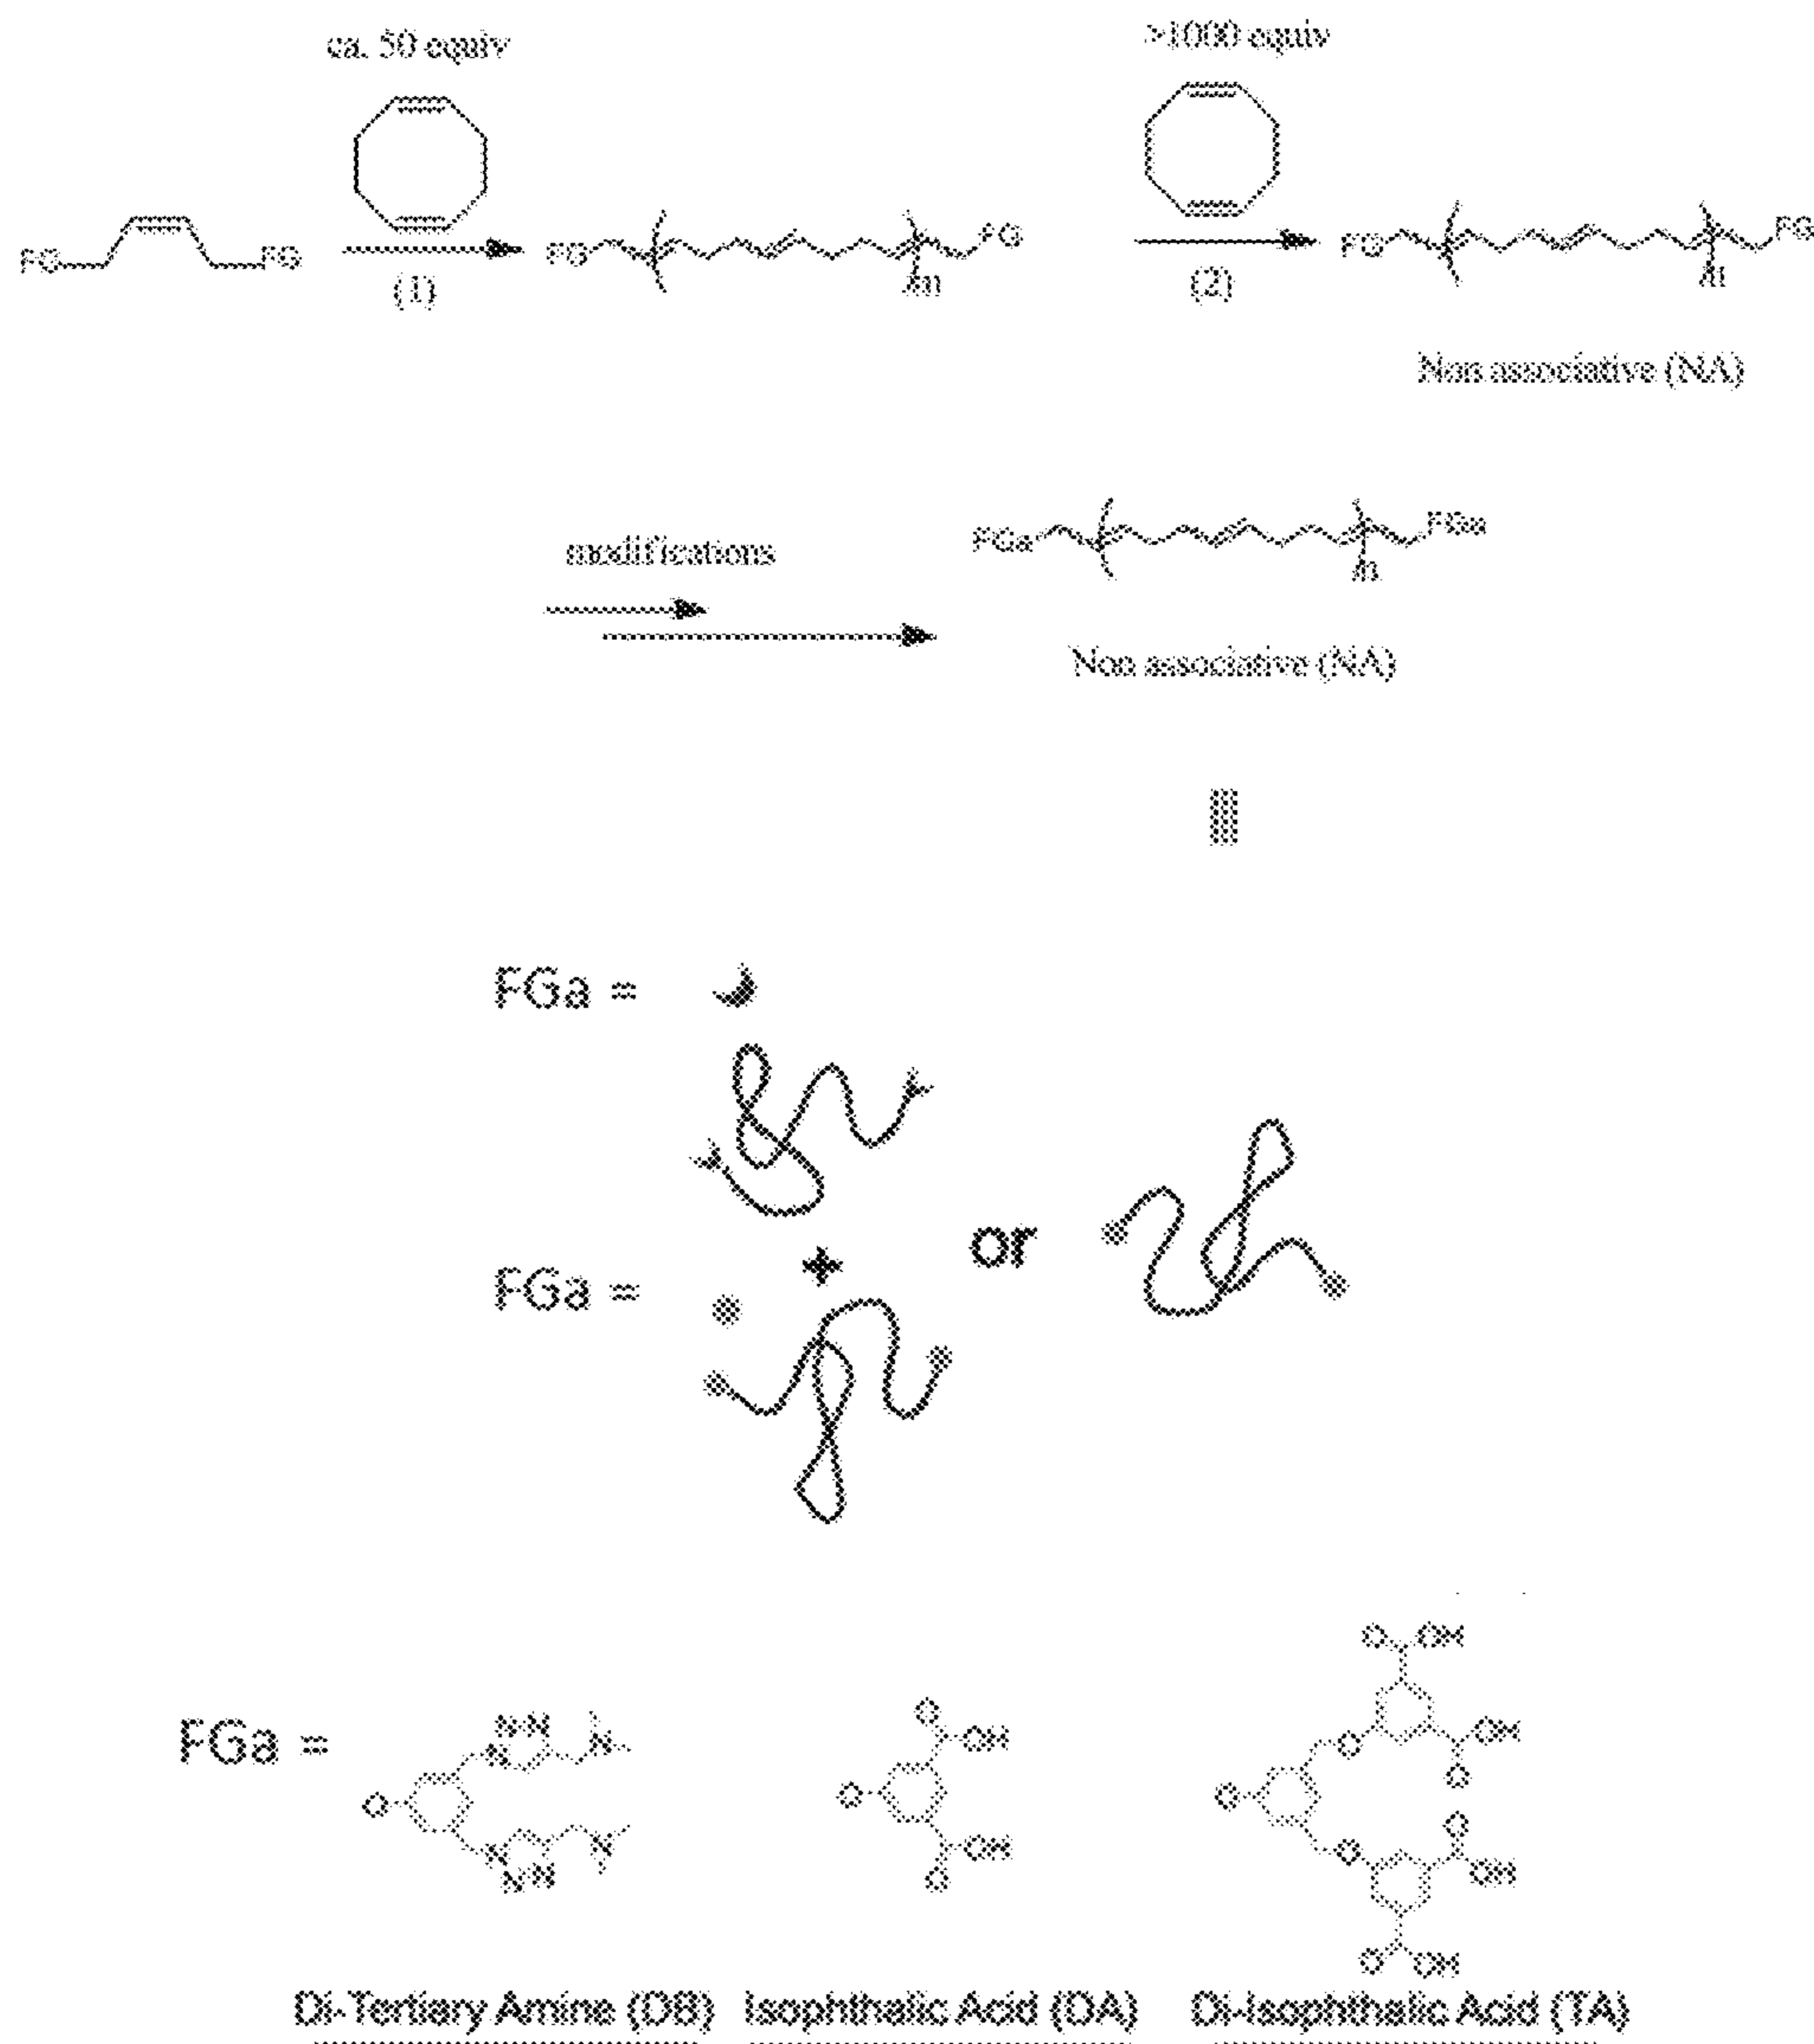 ca. 50 equiv
>1000 equiv
FG
FG
(1)
FG
FG
m
(2)
FG
FG
m
Non associative (NA)
modifications
FGa
FGa
m
Non associative (NA)
FGa =
+
or
FGa =
FGa =
O
N
N
N
N
N
N
N
N
O
O
OH
OH
O
O
O
O
O
OH
OH
O
O
OH
O
OH
Di-Tertiary Amine (DB)
Isophthalic Acid (DA)
Di-Isophthalic Acid (TA)